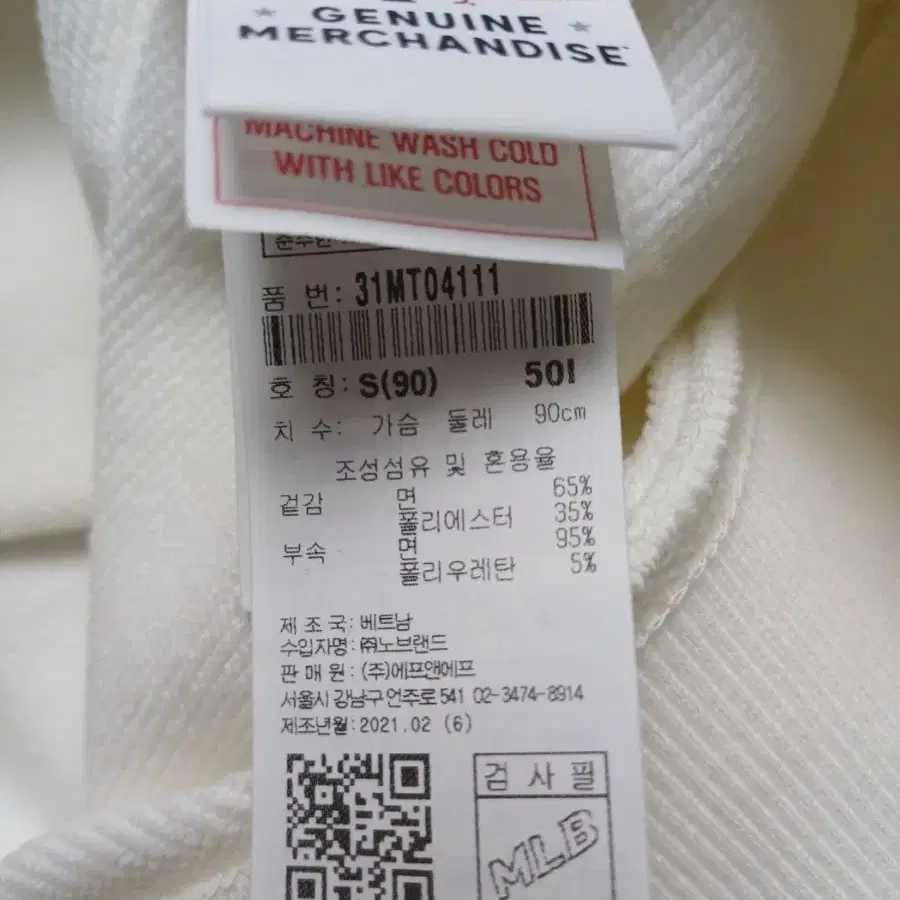 GENUINE
MERCHANDISE™
MACHINE WASH COLD
WITH LIKE COLORS
품 번: 31MT04111
호 칭: S(90) 50I
치 수: 가슴 둘레 90cm
조성섬유 및 혼용율
겉감 면 65%
폴리에스터 35%
부속 면 95%
폴리우레탄 5%
제 조 국: 베트남
수입자명: ㈜노브랜드
판 매 원: (주)에프앤에프
서울시 강남구 언주로 541 02-3474-8914
제조년월: 2021.02 (6)
검 사 필
MLB